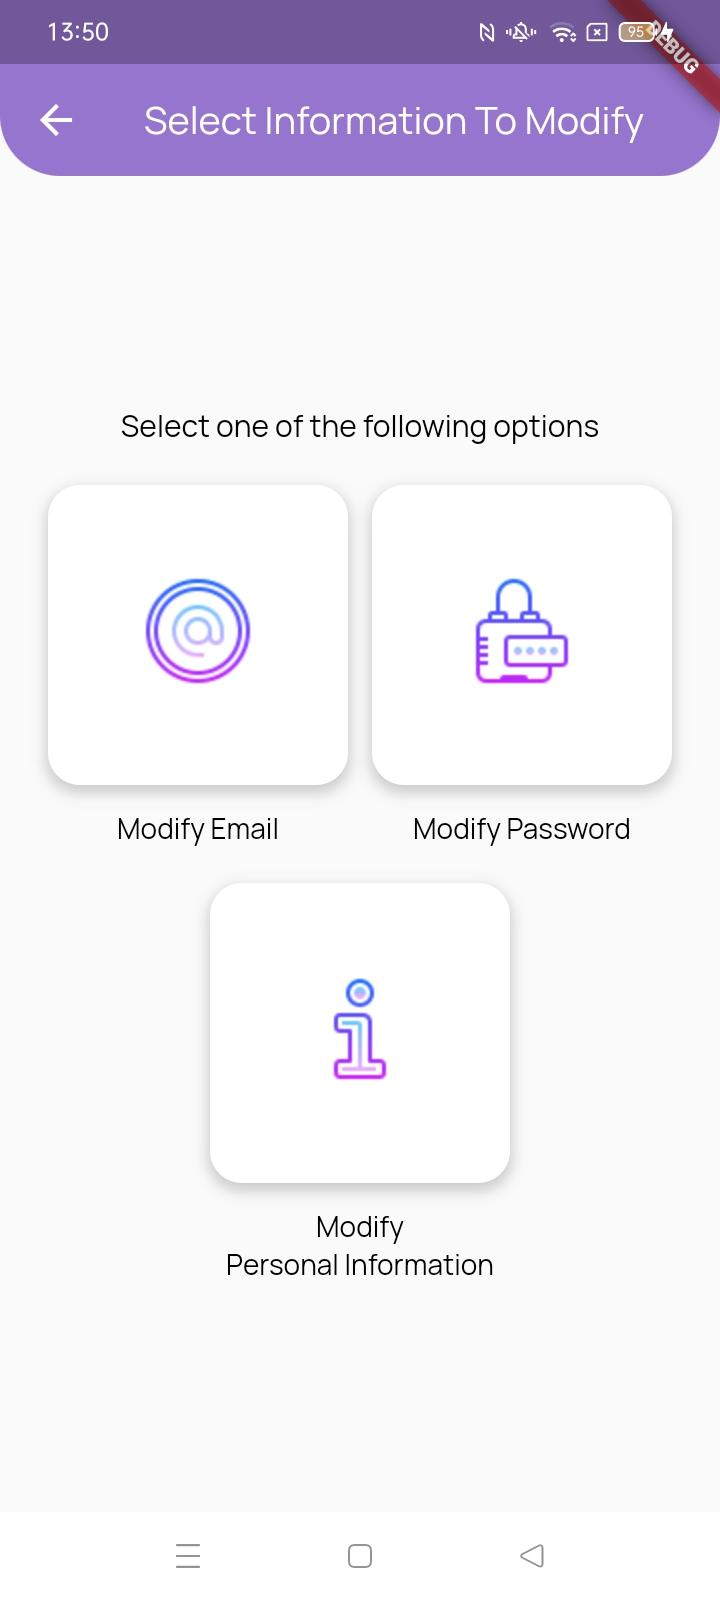 13:50
95
DEBUG
Select Information To Modify
Select one of the following options
Modify Email
Modify Password
Modify
Personal Information